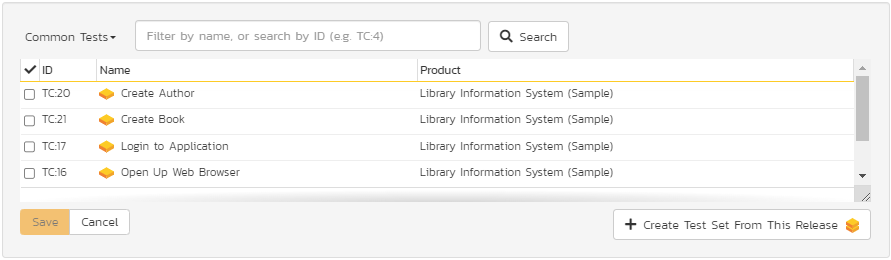 Common Tests
Filter by name, or search by ID (e.g. TC:4)
Search
ID Name Product
TC:20 Create Author Library Information System (Sample)
TC:21 Create Book Library Information System (Sample)
TC:17 Login to Application Library Information System (Sample)
TC:16 Open Up Web Browser Library Information System (Sample)
Save Cancel
Create Test Set From This Release